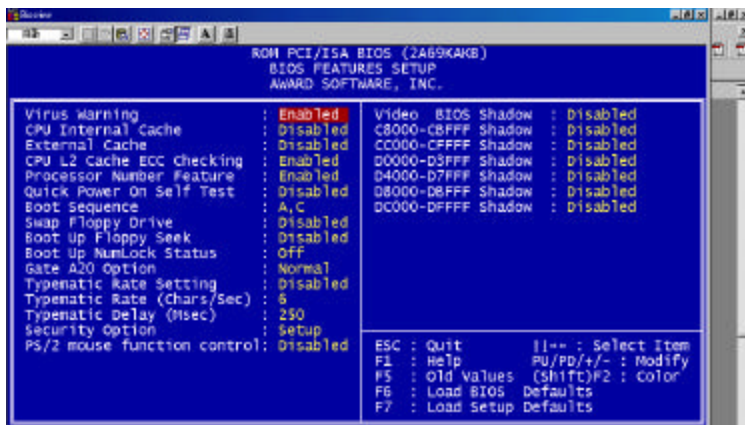 ROM PCI/ISA BIOS (2A69KAKB)
BIOS FEATURES SETUP
AWARD SOFTWARE, INC.
Virus Warning : Enabled
CPU Internal Cache : Disabled
External Cache : Disabled
CPU L2 Cache ECC Checking : Enabled
Processor Number Feature : Enabled
Quick Power On Self Test : Disabled
Boot Sequence : A,C
Swap Floppy Drive : Disabled
Boot Up Floppy Seek : Disabled
Boot Up NumLock Status : Off
Gate A20 Option : Normal
Typematic Rate Setting : Disabled
Typematic Rate (Chars/Sec) : 6
Typematic Delay (Msec) : 250
Security Option : Setup
PS/2 mouse function control: Disabled
Video BIOS Shadow : Disabled
C8000-CBFFF Shadow : Disabled
CC000-CFFFF Shadow : Disabled
D0000-D3FFF Shadow : Disabled
D4000-D7FFF Shadow : Disabled
D8000-DBFFF Shadow : Disabled
DC000-DFFFF Shadow : Disabled
ESC : Quit ||-- : Select Item
F1 : Help PU/PD/+/- : Modify
F5 : Old Values (Shift)F2 : Color
F6 : Load BIOS Defaults
F7 : Load Setup Defaults